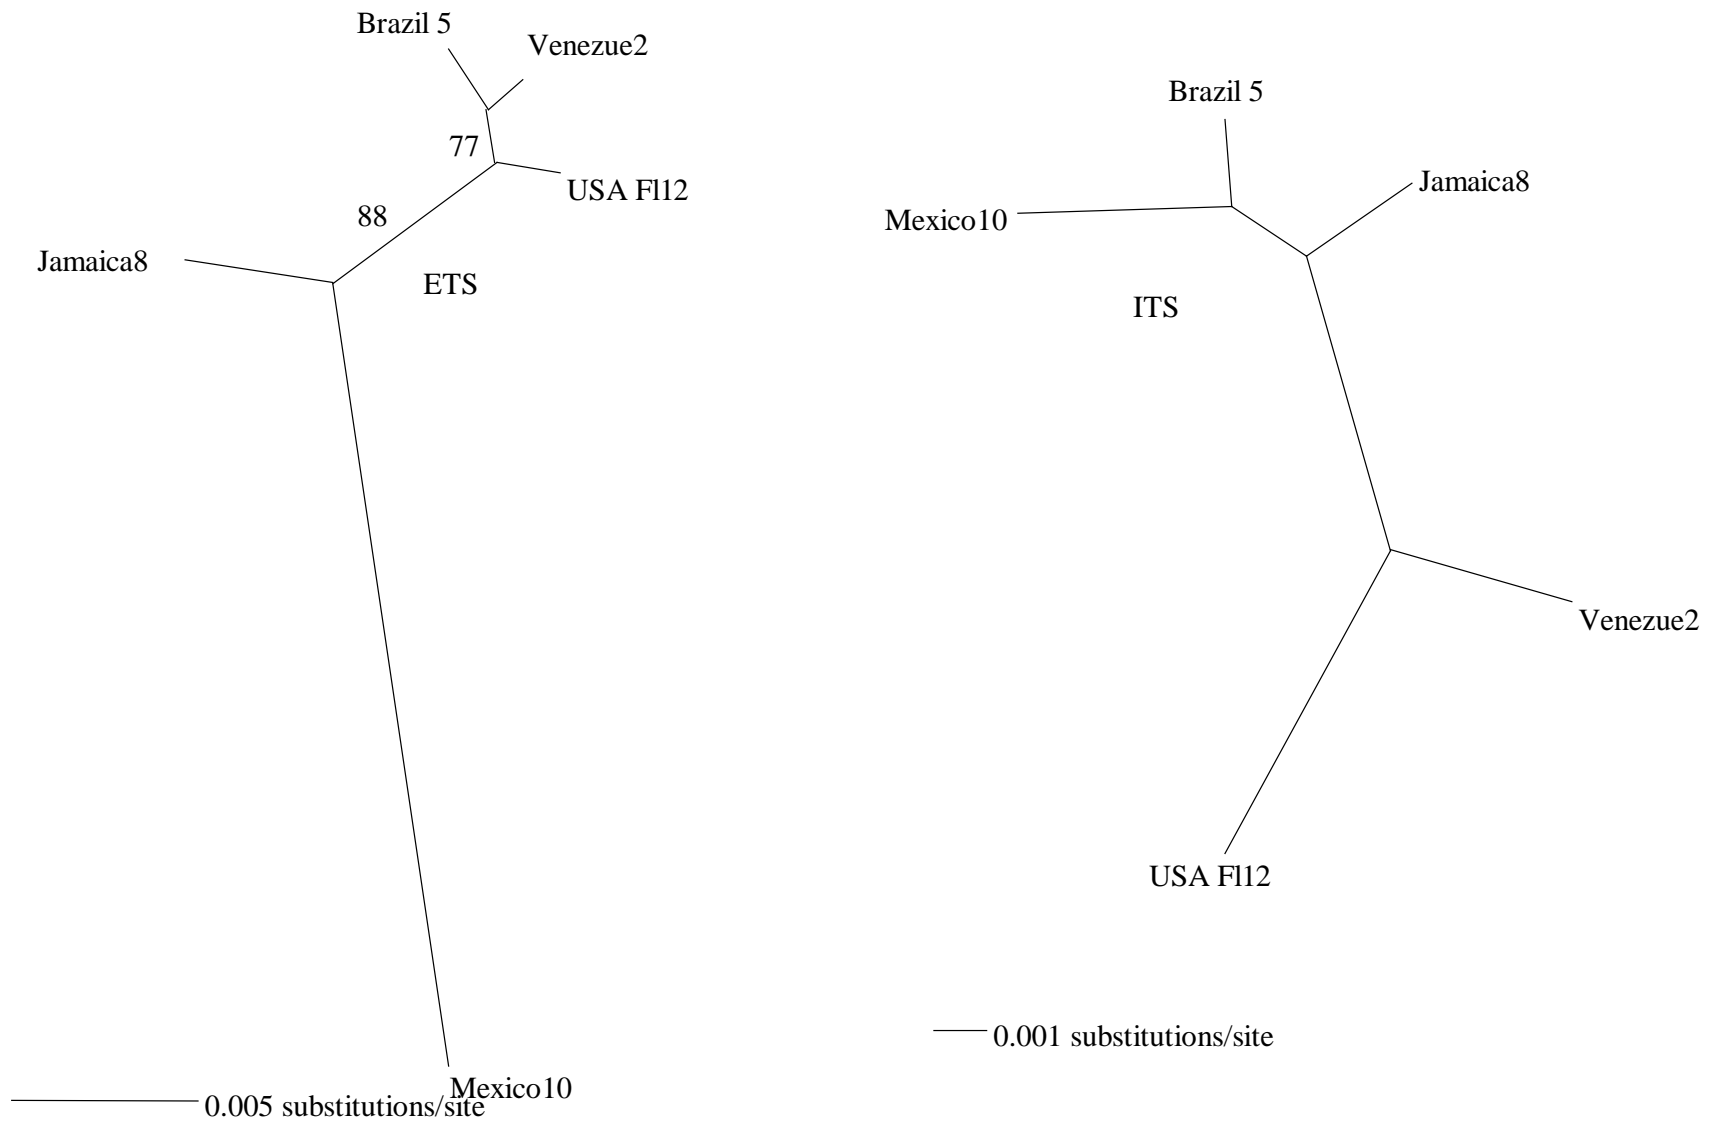 Brazil 5
Venezue2
77
USA Fl12
88
Jamaica8
ETS
Mexico10
0.005 substitutions/site
Brazil 5
Jamaica8
Mexico10
ITS
Venezue2
USA Fl12
0.001 substitutions/site